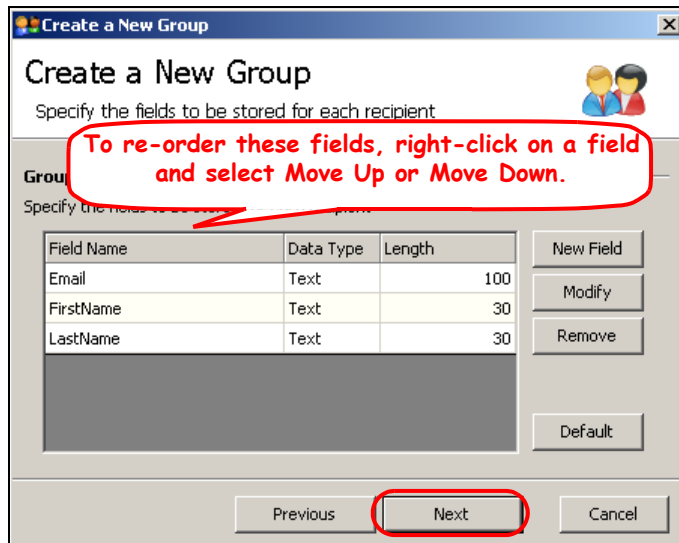 Create a New Group
Create a New Group
Specify the fields to be stored for each recipient
To re-order these fields, right-click on a field
and select Move Up or Move Down.
Group
Specify the fields to be
Field Name Data Type Length
Email Text 100
FirstName Text 30
LastName Text 30
New Field
Modify
Remove
Default
Previous Next Cancel